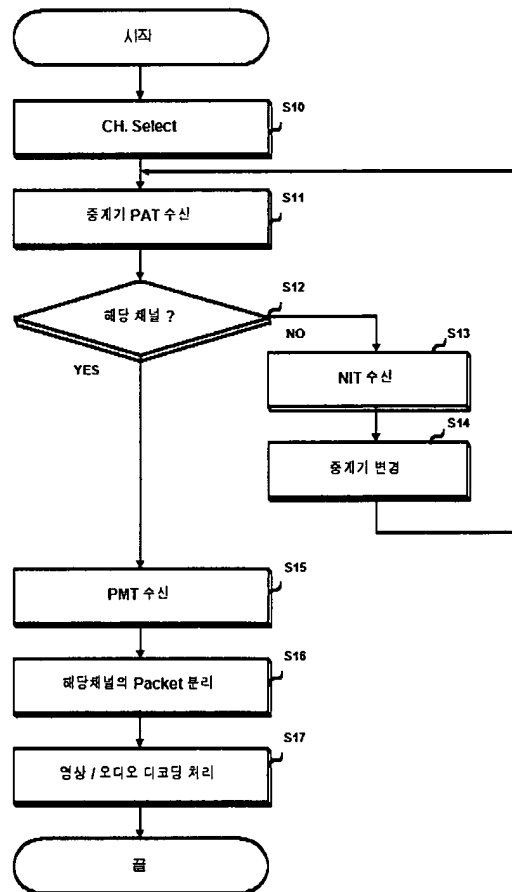 시작
S10
CH. Select
S11
중계기 PAT 수신
S12
해당 채널 ?
NO
YES
S13
NIT 수신
S14
중계기 변경
S15
PMT 수신
S16
해당채널의 Packet 분리
S17
영상 / 오디오 디코딩 처리
끝